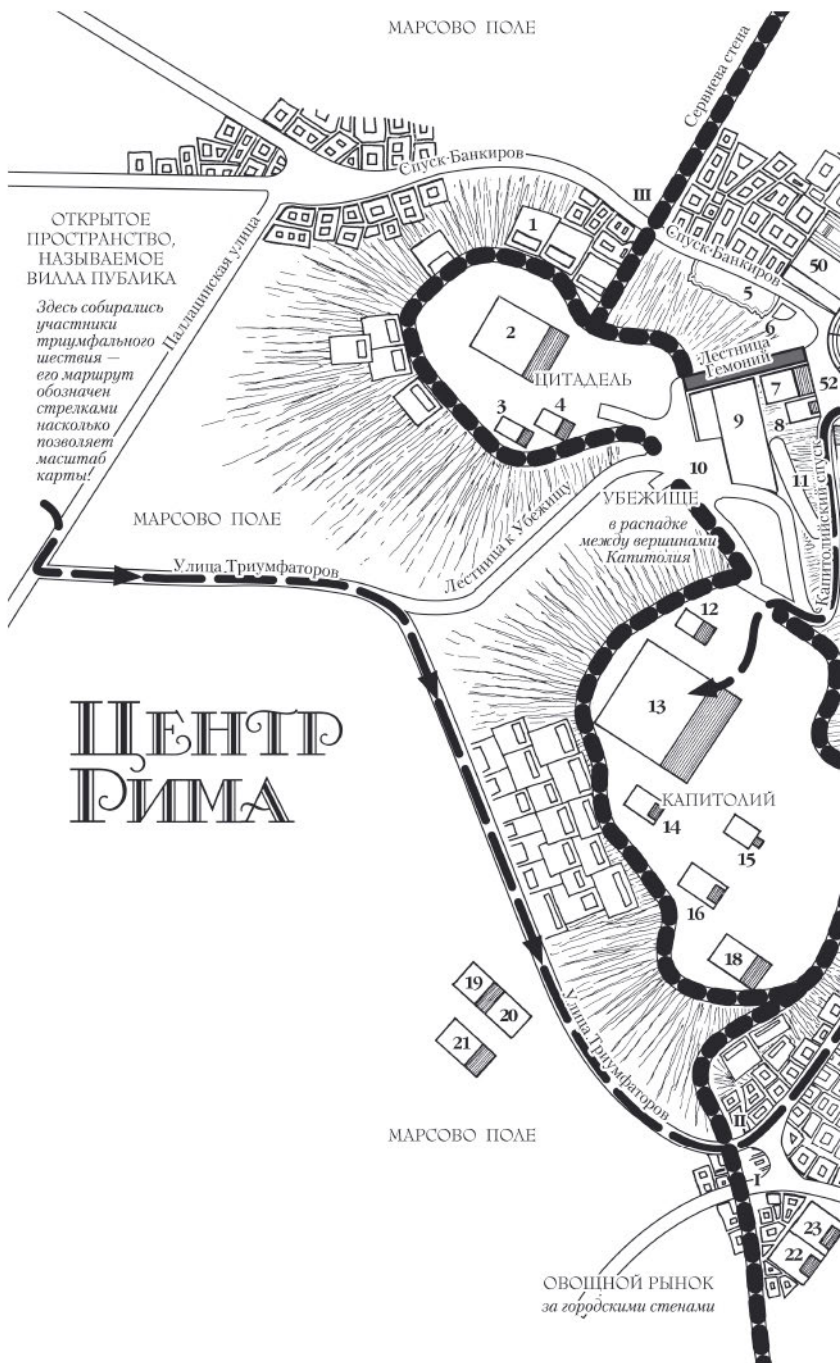 МАРСОВО ПОЛЕ
Сервиева стена
Спуск-Банкиров
III
ОТКРЫТОЕ
ПРОСТРАНСТВО,
НАЗЫВАЕМОЕ
ВИЛЛА ПУБЛИКА
Здесь собирались
участники
триумфального
шествия —
его маршрут
обозначен
стрелками
насколько
позволяет
масштаб
карты!
Паллацинская улица
1
Спуск-Банкиров
50
5
6
2
Лестница
Гемоний
ЦИТАДЕЛЬ
7
52
3
4
9
8
10
11
УБЕЖИЩЕ
в распадке
между вершинами
Капитолия
Капитолийский спуск
МАРСОВО ПОЛЕ
Лестница к Убежищу
Улица Триумфаторов
12
13
ЦЕНТР
РИМА
КАПИТОЛИЙ
14
15
16
18
19
20
21
Улица Триумфаторов
МАРСОВО ПОЛЕ
II
I
23
22
ОВОЩНОЙ РЫНОК
за городскими стенами